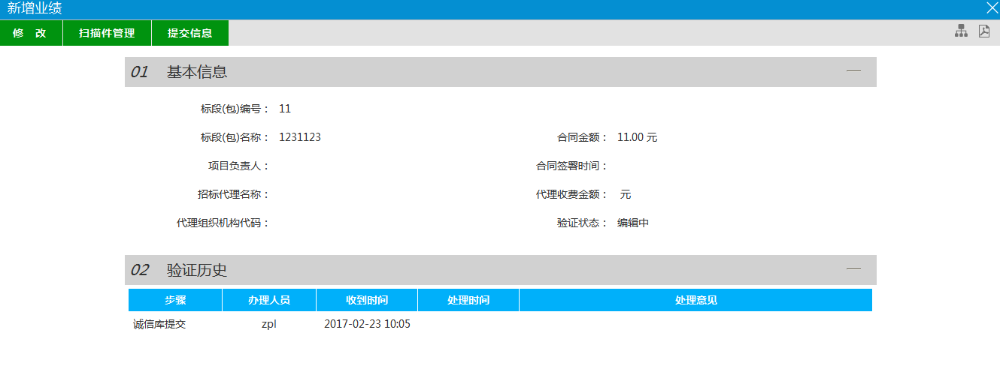 新增业绩
修 改 扫描件管理 提交信息
01 基本信息
标段(包)编号： 11
标段(包)名称： 1231123 合同金额： 11.00 元
项目负责人： 合同签署时间：
招标代理名称： 代理收费金额： 元
代理组织机构代码： 验证状态： 编辑中
02 验证历史
步骤 办理人员 收到时间 处理时间 处理意见
诚信库提交 zpl 2017-02-23 10:05